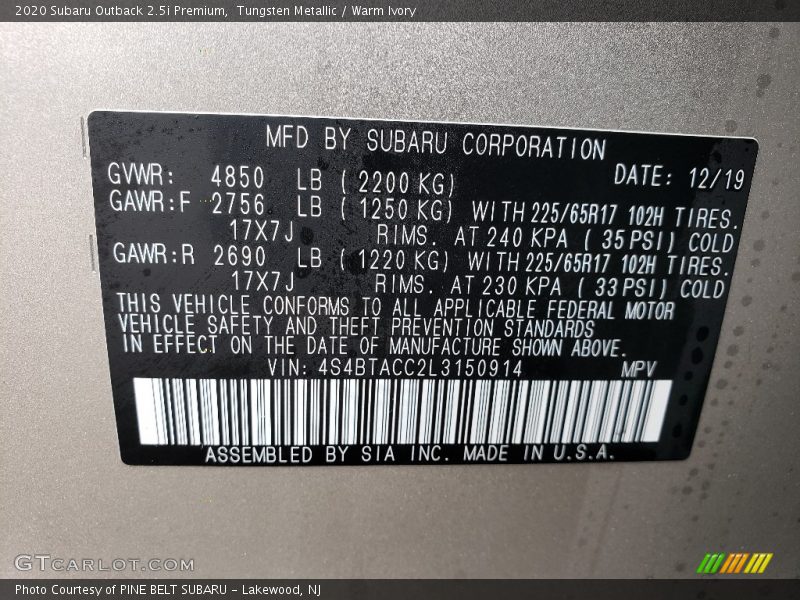 2020 Subaru Outback 2.5i Premium, Tungsten Metallic / Warm Ivory
MFD BY SUBARU CORPORATION
GVWR: 4850 LB ( 2200 KG) DATE: 12/19
GAWR:F 2756 LB ( 1250 KG) WITH 225/65R17 102H TIRES.
17X7J RIMS. AT 240 KPA ( 35 PSI) COLD
GAWR:R 2690 LB ( 1220 KG) WITH 225/65R17 102H TIRES.
17X7J RIMS. AT 230 KPA ( 33 PSI) COLD
THIS VEHICLE CONFORMS TO ALL APPLICABLE FEDERAL MOTOR
VEHICLE SAFETY AND THEFT PREVENTION STANDARDS
IN EFFECT ON THE DATE OF MANUFACTURE SHOWN ABOVE.
VIN: 4S4BTACC2L3150914 MPV
ASSEMBLED BY SIA INC. MADE IN U.S.A.
GTCARLOT.COM
Photo Courtesy of PINE BELT SUBARU - Lakewood, NJ